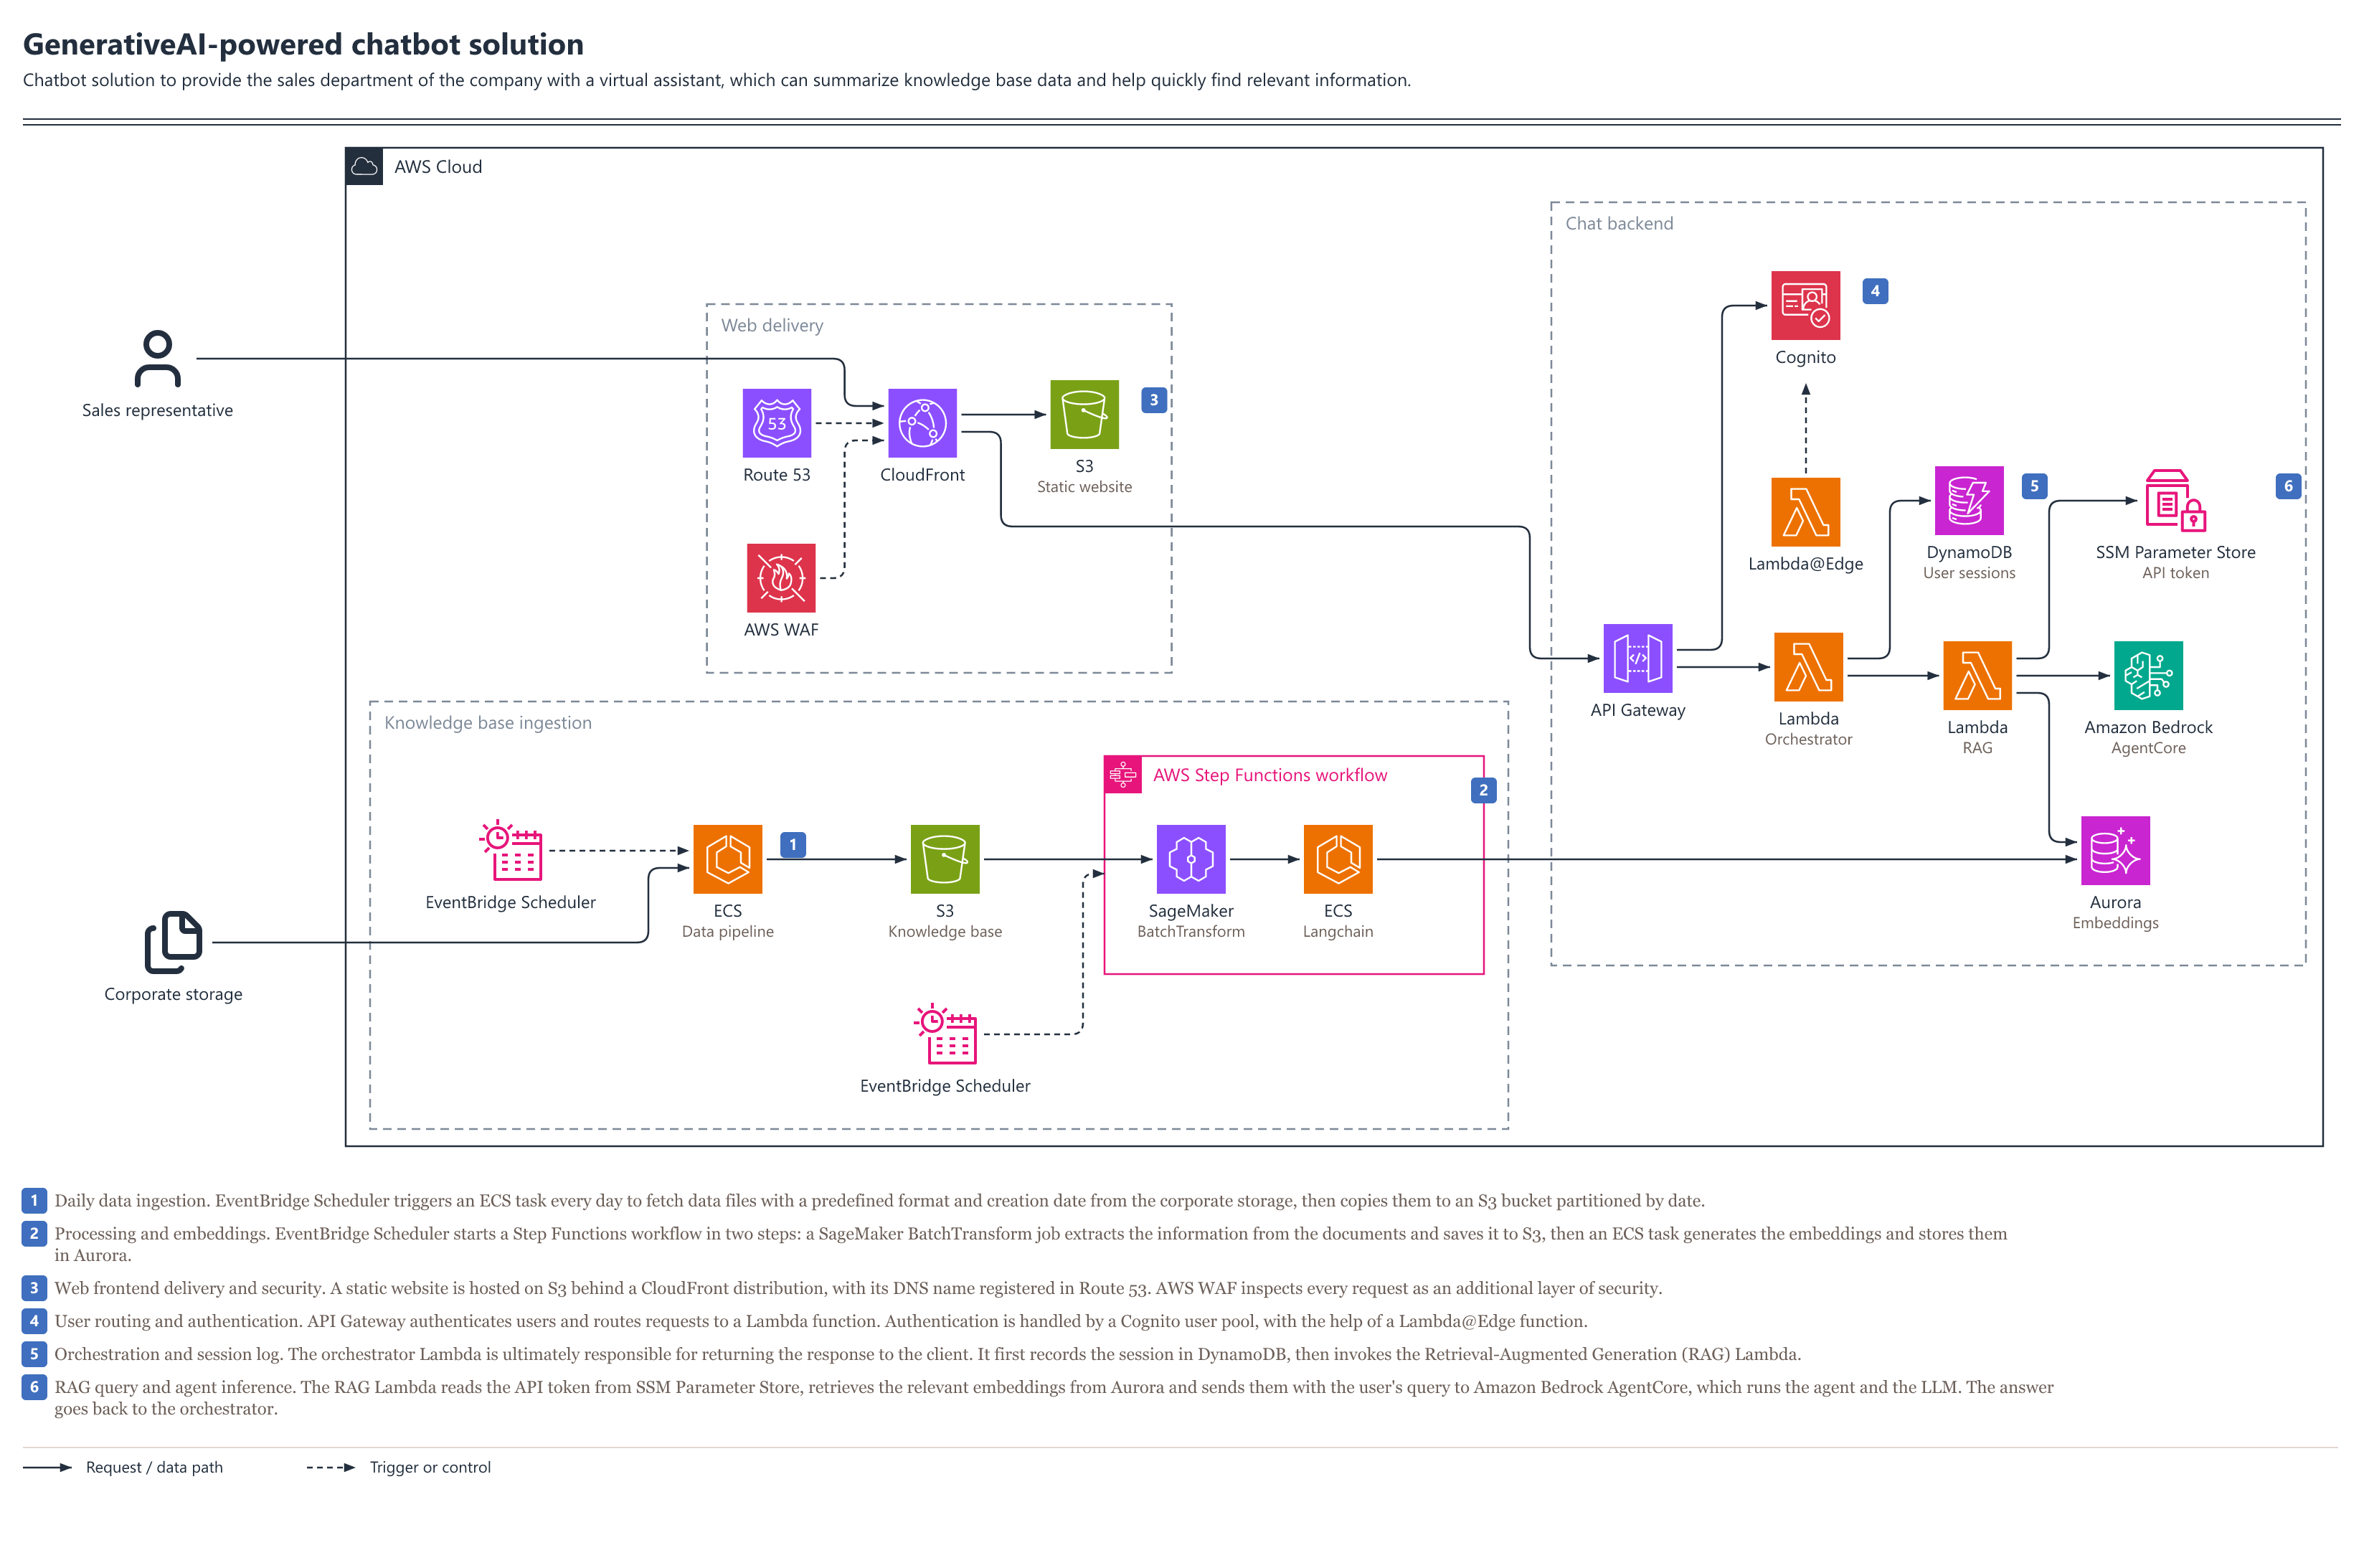 GenerativeAI-powered chatbot solution
Chatbot solution to provide the sales department of the company with a virtual assistant, which can summarize knowledge base data and help quickly find relevant information.
AWS Cloud
Chat backend
Cognito
4
Web delivery
Sales representative
53
Route 53
CloudFront
3
S3
Static website
AWS WAF
Lambda@Edge
DynamoDB
User sessions
5
SSM Parameter Store
API token
6
API Gateway
Lambda
Orchestrator
Lambda
RAG
Amazon Bedrock
AgentCore
Knowledge base ingestion
AWS Step Functions workflow
2
EventBridge Scheduler
1
ECS
Data pipeline
S3
Knowledge base
SageMaker
BatchTransform
ECS
Langchain
Aurora
Embeddings
Corporate storage
EventBridge Scheduler
1 Daily data ingestion. EventBridge Scheduler triggers an ECS task every day to fetch data files with a predefined format and creation date from the corporate storage, then copies them to an S3 bucket partitioned by date.
2 Processing and embeddings. EventBridge Scheduler starts a Step Functions workflow in two steps: a SageMaker BatchTransform job extracts the information from the documents and saves it to S3, then an ECS task generates the embeddings and stores them
in Aurora.
3 Web frontend delivery and security. A static website is hosted on S3 behind a CloudFront distribution, with its DNS name registered in Route 53. AWS WAF inspects every request as an additional layer of security.
4 User routing and authentication. API Gateway authenticates users and routes requests to a Lambda function. Authentication is handled by a Cognito user pool, with the help of a Lambda@Edge function.
5 Orchestration and session log. The orchestrator Lambda is ultimately responsible for returning the response to the client. It first records the session in DynamoDB, then invokes the Retrieval-Augmented Generation (RAG) Lambda.
6 RAG query and agent inference. The RAG Lambda reads the API token from SSM Parameter Store, retrieves the relevant embeddings from Aurora and sends them with the user's query to Amazon Bedrock AgentCore, which runs the agent and the LLM. The answer
goes back to the orchestrator.
Request / data path
Trigger or control